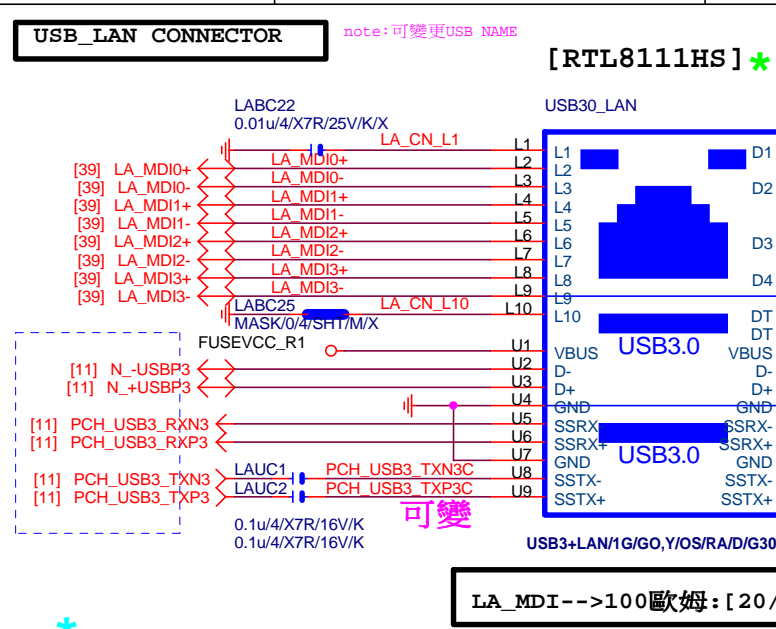 USB_LAN CONNECTOR
note:可變更USB NAME
[RTL8111HS]*
LABC22
0.01u/4/X7R/25V/K/X
USB30_LAN
LA_CN_L1
L1
L1
D1
[39] LA_MDI0+
LA_MDI0+
L2
L2
[39] LA_MDI0-
LA_MDI0-
L3
L3
D2
[39] LA_MDI1+
LA_MDI1+
L4
L4
[39] LA_MDI1-
LA_MDI1-
L5
L5
[39] LA_MDI2+
LA_MDI2+
L6
L6
D3
[39] LA_MDI2-
LA_MDI2-
L7
L7
[39] LA_MDI3+
LA_MDI3+
L8
L8
D4
[39] LA_MDI3-
LA_MDI3-
L9
L9
LABC25
LA_CN_L10
L10
L10
DT
MASK/0/4/SHT/M/X
DT
FUSEVCC_R1
U1
VBUS
USB3.0
VBUS
[11] N_-USBP3
U2
D-
D-
[11] N_+USBP3
U3
D+
D+
U4
GND
GND
[11] PCH_USB3_RXN3
U5
SSRX-
SSRX-
[11] PCH_USB3_RXP3
U6
SSRX+
SSRX+
U7
GND
USB3.0
GND
[11] PCH_USB3_TXN3
LAUC1
PCH_USB3_TXN3C
U8
SSTX-
SSTX-
[11] PCH_USB3_TXP3
LAUC2
PCH_USB3_TXP3C
U9
SSTX+
SSTX+
可變
0.1u/4/X7R/16V/K
0.1u/4/X7R/16V/K
USB3+LAN/1G/GO,Y/OS/RA/D/G30
LA_MDI-->100歐姆:[20/
*